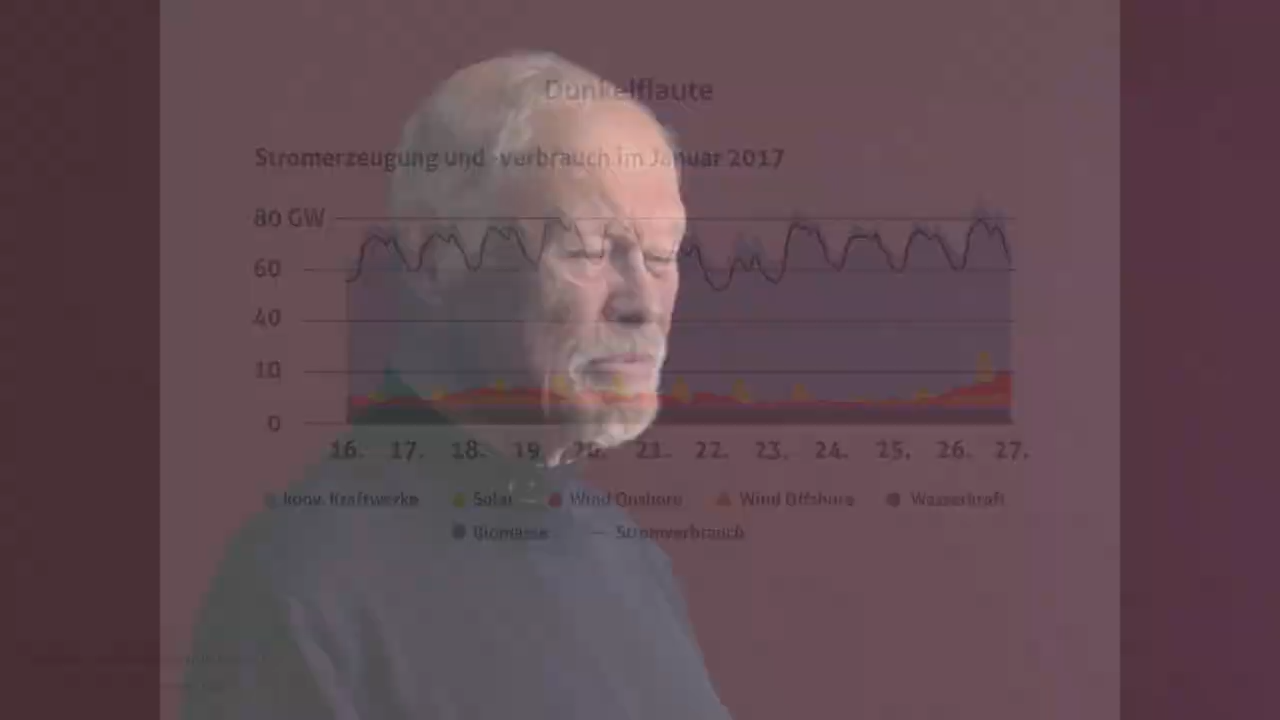 Dunkelflaute
Stromerzeugung und -verbrauch im Januar 2017
80 GW
60
40
10
0
16. 17. 18. 19. 20. 21. 22. 23. 24. 25. 26. 27.
konv. Kraftwerke Solar Wind Onshore Wind Offshore Wasserkraft
Biomasse Stromverbrauch